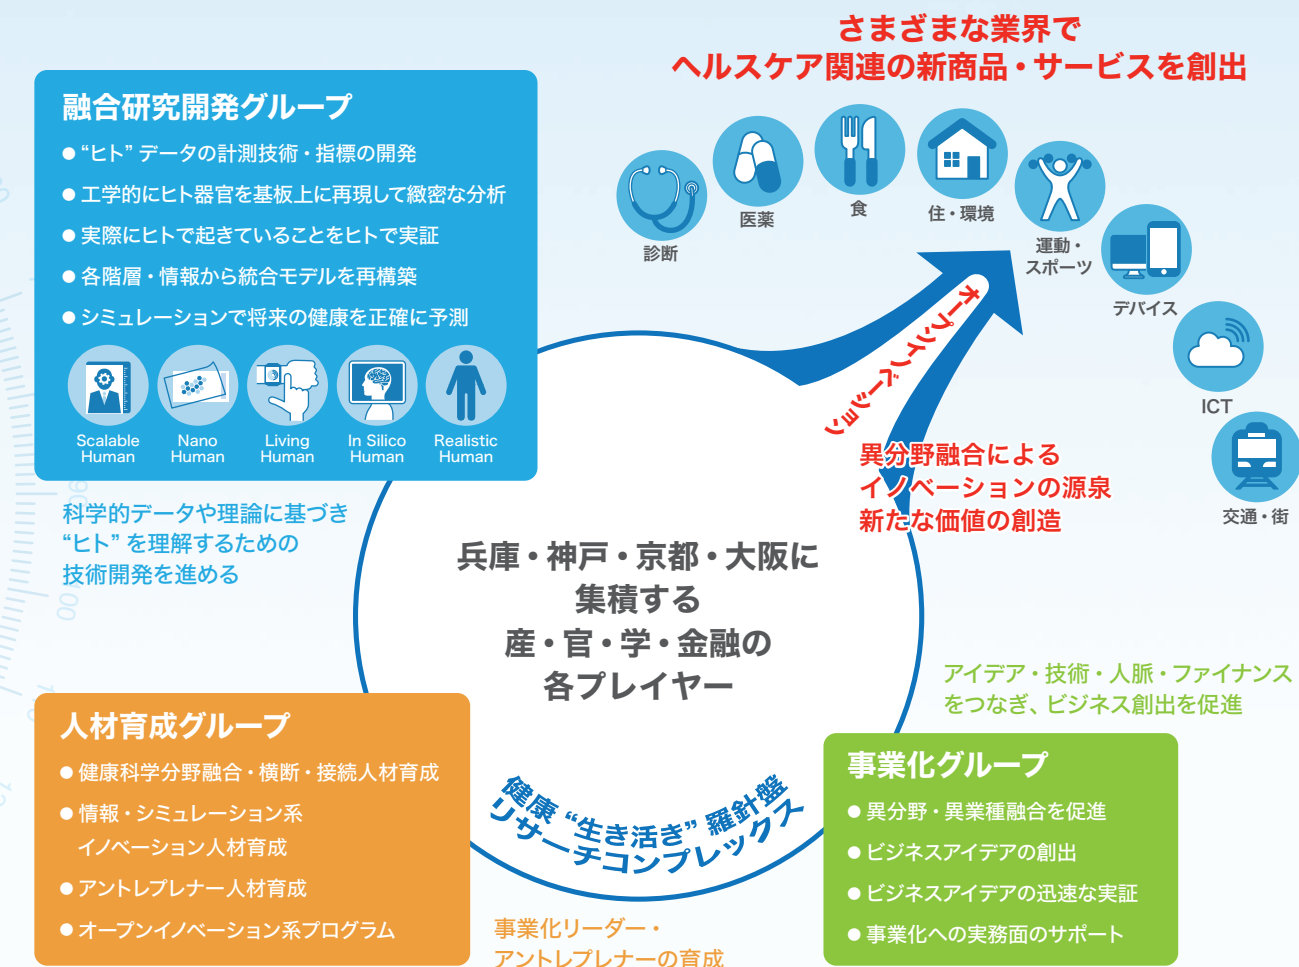 さまざまな業界で
ヘルスケア関連の新商品・サービスを創出
融合研究開発グループ
●“ヒト”データの計測技術・指標の開発
●工学的にヒト器官を基板上に再現して緻密な分析
●実際にヒトで起きていることをヒトで実証
●各階層・情報から統合モデルを再構築
●シミュレーションで将来の健康を正確に予測
Scalable
Human
Nano
Human
Living
Human
In Silico
Human
Realistic
Human
科学的データや理論に基づき
“ヒト”を理解するための
技術開発を進める
診断
医薬
食
住・環境
運動・
スポーツ
デバイス
ICT
交通・街
オープンイノベーション
異分野融合による
イノベーションの源泉
新たな価値の創造
兵庫・神戸・京都・大阪に
集積する
産・官・学・金融の
各プレイヤー
健康“生き活き”羅針盤
リサーチコンプレックス
人材育成グループ
●健康科学分野融合・横断・接続人材育成
●情報・シミュレーション系
イノベーション人材育成
●アントレプレナー人材育成
●オープンイノベーション系プログラム
事業化リーダー・
アントレプレナーの育成
アイデア・技術・人脈・ファイナンス
をつなぎ、ビジネス創出を促進
事業化グループ
●異分野・異業種融合を促進
●ビジネスアイデアの創出
●ビジネスアイデアの迅速な実証
●事業化への実務面のサポート